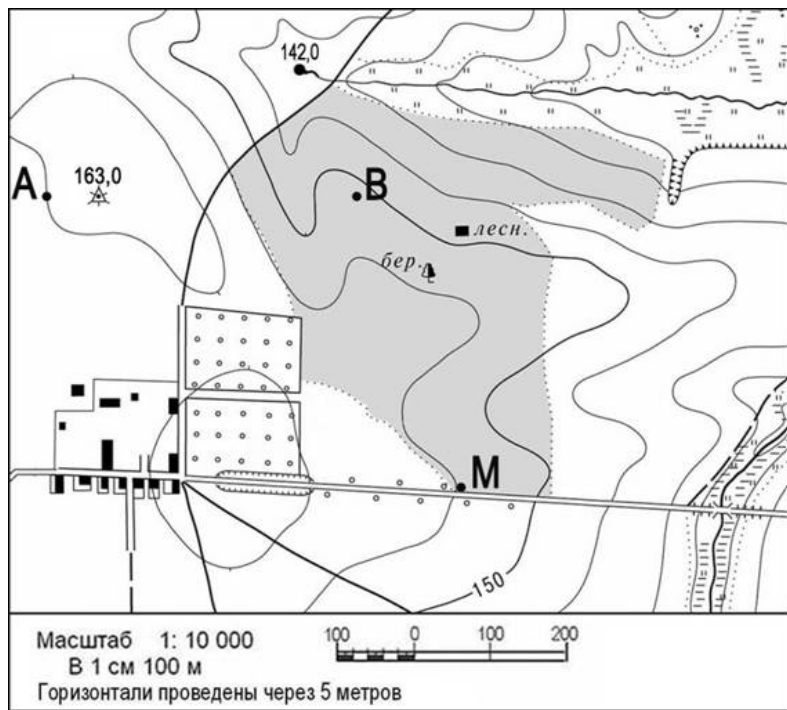 142,0
А
163,0
В
лесн.
бер.
М
150
Масштаб 1: 10 000
В 1 см 100 м
Горизонтали проведены через 5 метров
100 0 100 200